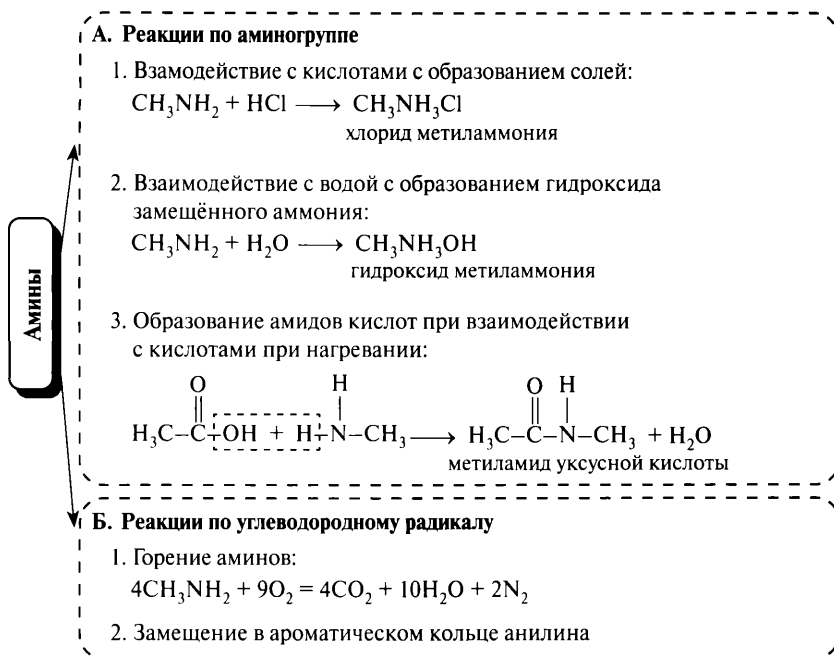 Амины
А. Реакции по аминогруппе
1. Взамодействие с кислотами с образованием солей:
CH₃NH₂ + HCl ⟶ CH₃NH₃Cl
хлорид метиламмония
2. Взаимодействие с водой с образованием гидроксида
замещённого аммония:
CH₃NH₂ + H₂O ⟶ CH₃NH₃OH
гидроксид метиламмония
3. Образование амидов кислот при взаимодействии
с кислотами при нагревании:
O H O H
H₃C–C–OH + H–N–CH₃ ⟶ H₃C–C–N–CH₃ + H₂O
метиламид уксусной кислоты
Б. Реакции по углеводородному радикалу
1. Горение аминов:
4CH₃NH₂ + 9O₂ = 4CO₂ + 10H₂O + 2N₂
2. Замещение в ароматическом кольце анилина